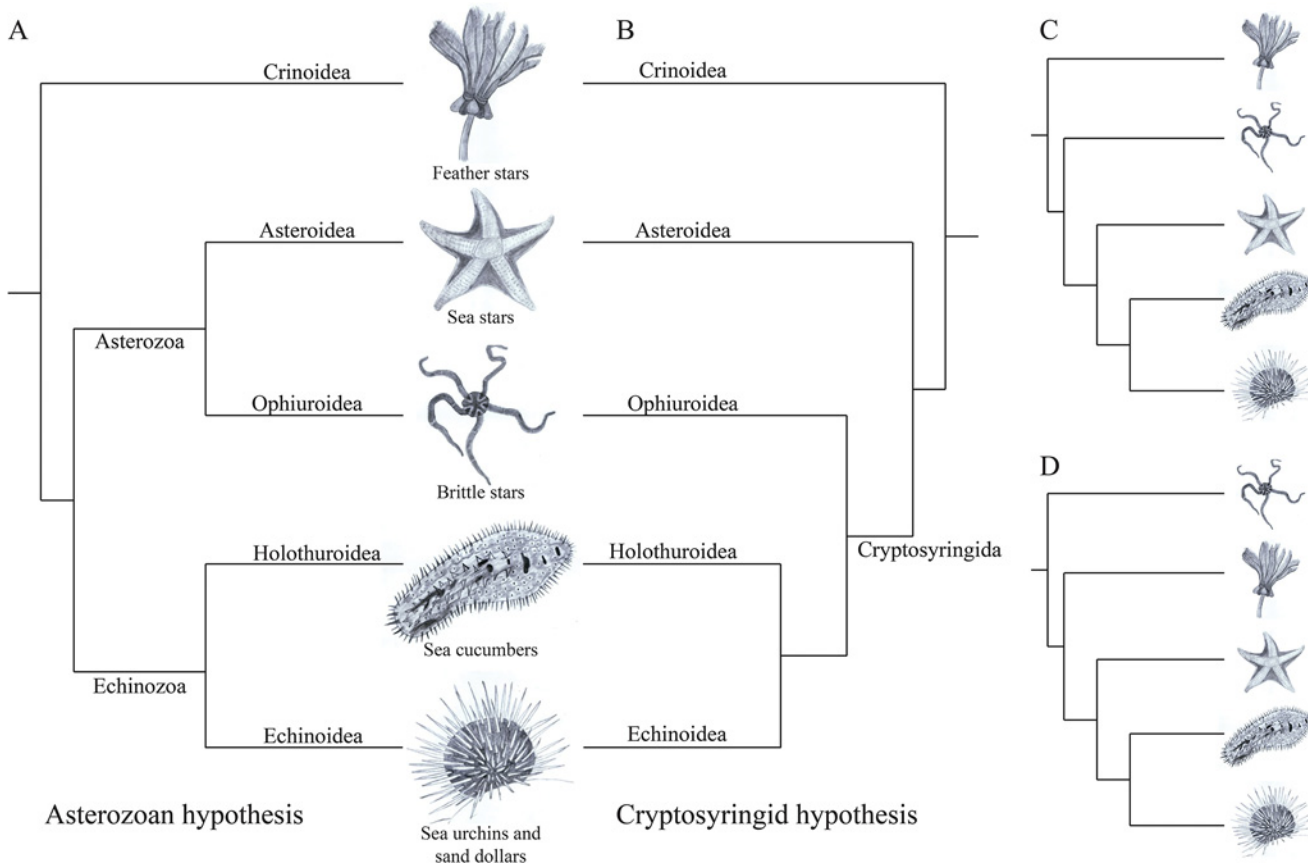 A
B
C
Crinoidea
Crinoidea
Feather stars
Asteroidea
Asteroidea
Sea stars
Asterozoa
Ophiuroidea
Ophiuroidea
Brittle stars
D
Holothuroidea
Holothuroidea
Cryptosyringida
Sea cucumbers
Echinozoa
Echinoidea
Echinoidea
Asterozoan hypothesis
Sea urchins and
sand dollars
Cryptosyringid hypothesis